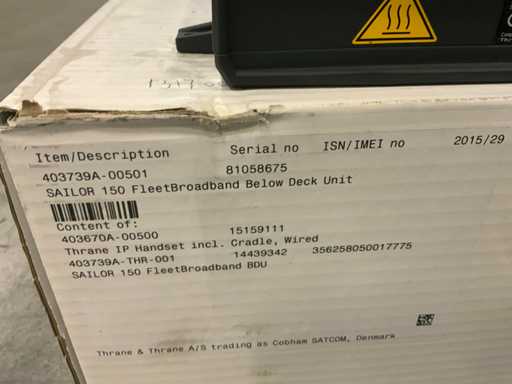 Item/Description Serial no ISN/IMEI no 2015/29
403739A-00501 81058675
SAILOR 150 FleetBroadband Below Deck Unit
Content of:
403670A-00500 15159111
Thrane IP Handset incl. Cradle, Wired
403739A-THR-001 14439342 356258050017775
SAILOR 150 FleetBroadband BDU
Thrane & Thrane A/S trading as Cobham SATCOM, Denmark